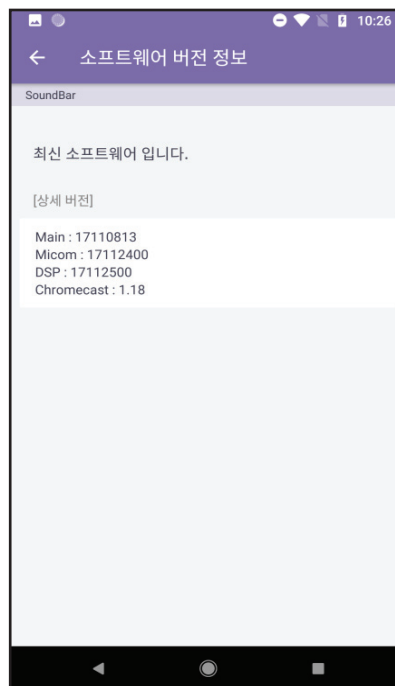 10:26
소프트웨어 버전 정보
SoundBar
최신 소프트웨어 입니다.
[상세 버전]
Main : 17110813
Micom : 17112400
DSP : 17112500
Chromecast : 1.18